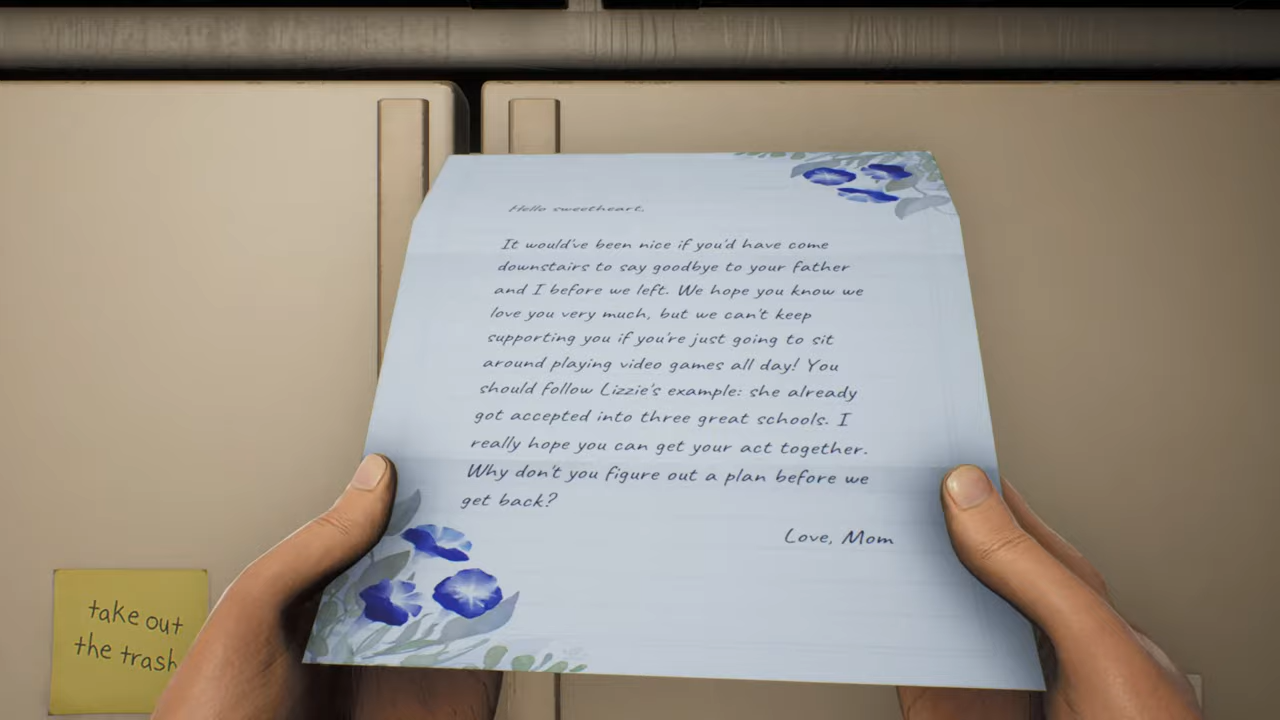 Hello sweetheart,
It would've been nice if you'd have come
downstairs to say goodbye to your father
and I before we left. We hope you know we
love you very much, but we can't keep
supporting you if you're just going to sit
around playing video games all day! You
should follow Lizzie's example: she already
got accepted into three great schools. I
really hope you can get your act together.
Why don't you figure out a plan before we
get back?
Love, Mom
take out
the trash